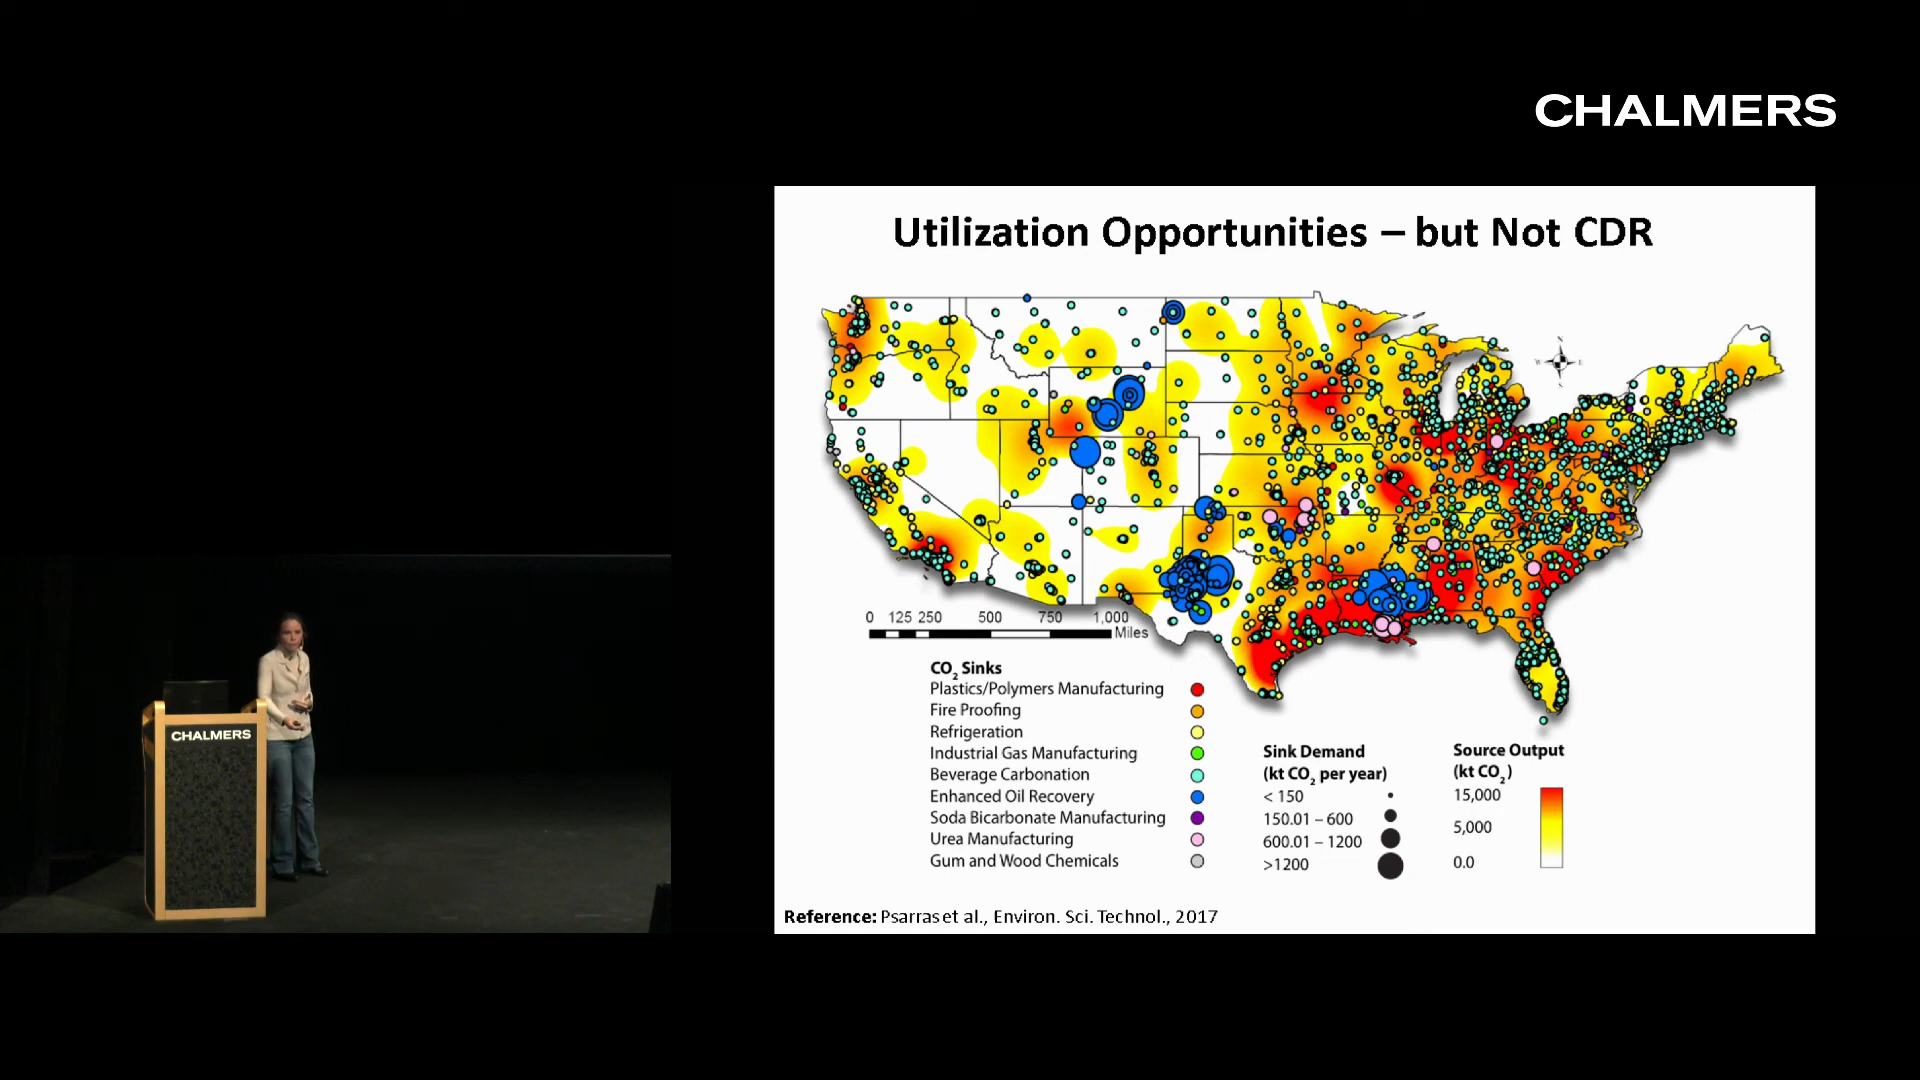 CHALMERS
Utilization Opportunities – but Not CDR
N
W
E
S
0 125 250 500 750 1,000
Miles
CO2 Sinks
Plastics/Polymers Manufacturing
Fire Proofing
Refrigeration
Industrial Gas Manufacturing
Beverage Carbonation
Enhanced Oil Recovery
Soda Bicarbonate Manufacturing
Urea Manufacturing
Gum and Wood Chemicals
Sink Demand
(kt CO2 per year)
< 150
150.01 – 600
600.01 – 1200
>1200
Source Output
(kt CO2)
15,000
5,000
0.0
Reference: Psarras et al., Environ. Sci. Technol., 2017
CHALMERS